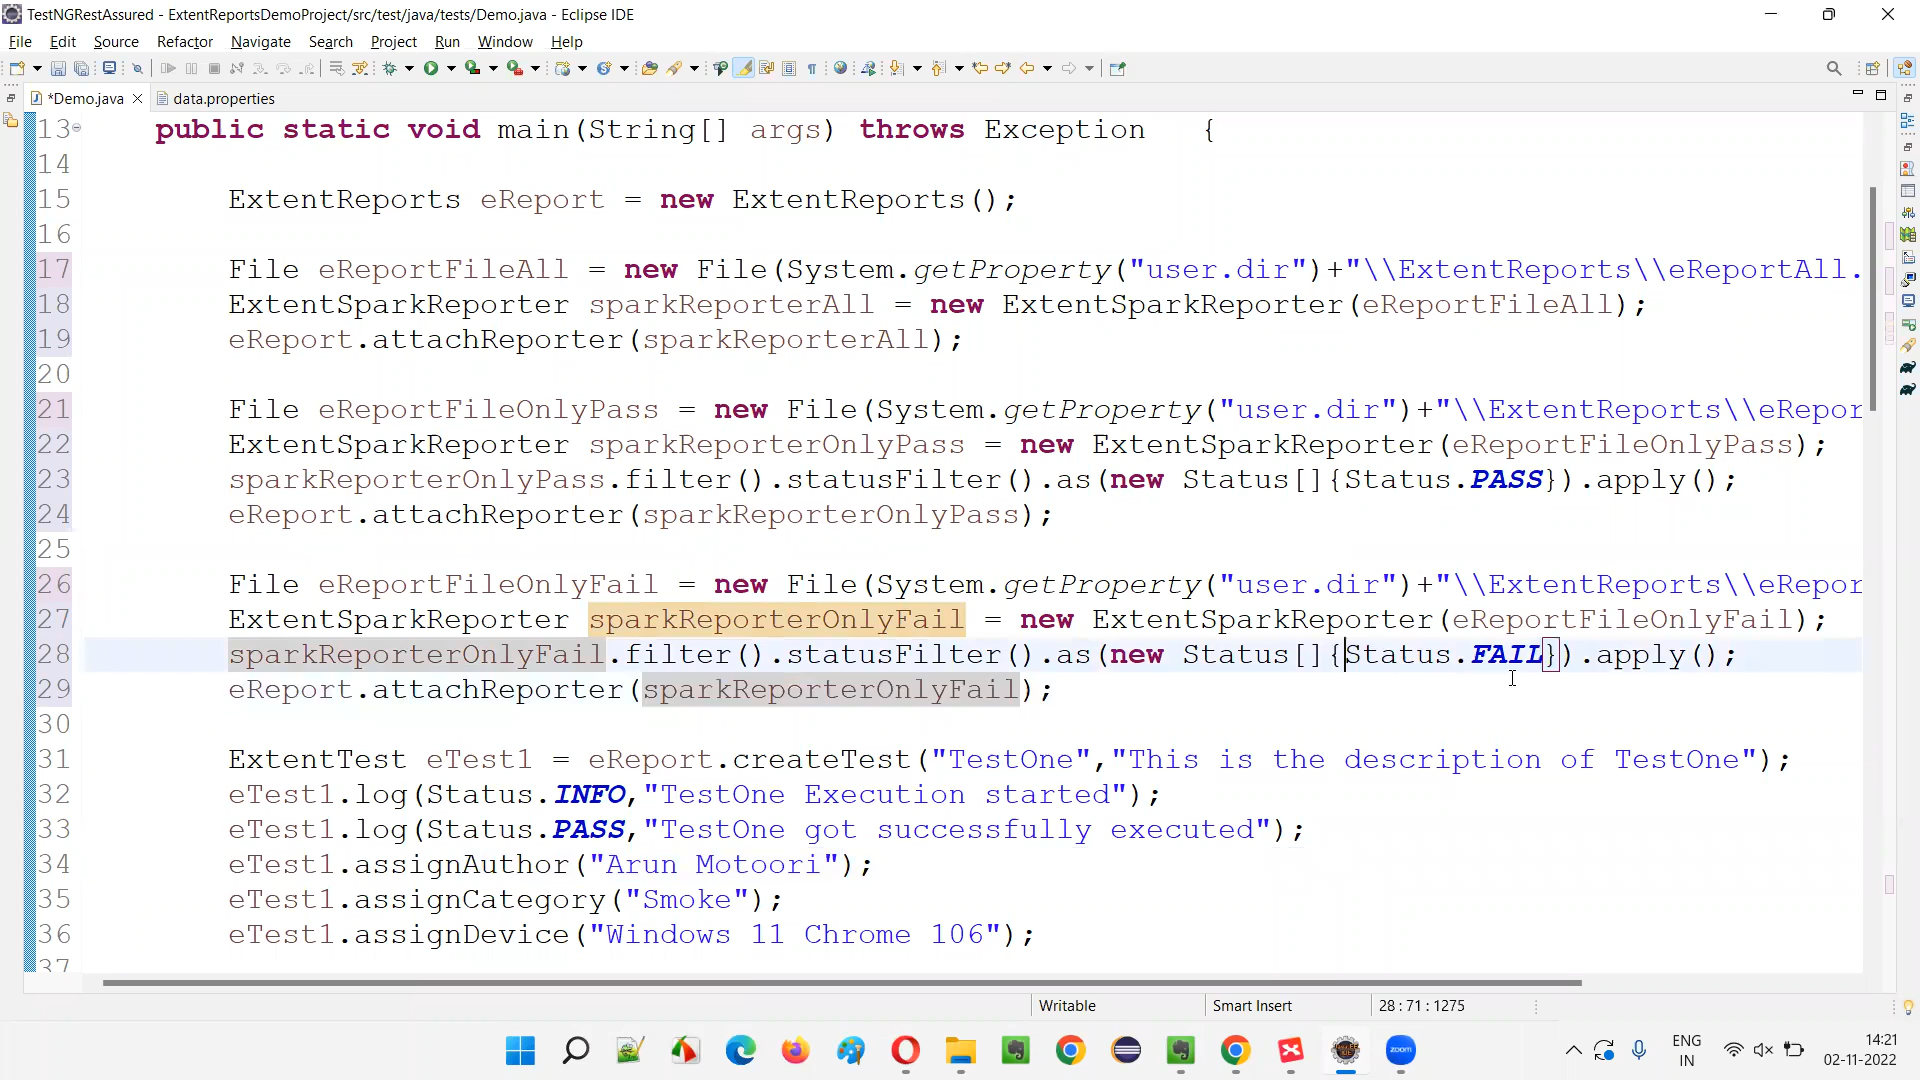 TestNGRestAssured - ExtentReportsDemoProject/src/test/java/tests/Demo.java - Eclipse IDE
File Edit Source Refactor Navigate Search Project Run Window Help
*Demo.java data.properties
13 public static void main(String[] args) throws Exception {
14
15 ExtentReports eReport = new ExtentReports();
16
17 File eReportFileAll = new File(System.getProperty("user.dir")+"\\ExtentReports\\eReportAll.
18 ExtentSparkReporter sparkReporterAll = new ExtentSparkReporter(eReportFileAll);
19 eReport.attachReporter(sparkReporterAll);
20
21 File eReportFileOnlyPass = new File(System.getProperty("user.dir")+"\\ExtentReports\\eRepor
22 ExtentSparkReporter sparkReporterOnlyPass = new ExtentSparkReporter(eReportFileOnlyPass);
23 sparkReporterOnlyPass.filter().statusFilter().as(new Status[]{Status.PASS}).apply();
24 eReport.attachReporter(sparkReporterOnlyPass);
25
26 File eReportFileOnlyFail = new File(System.getProperty("user.dir")+"\\ExtentReports\\eRepor
27 ExtentSparkReporter sparkReporterOnlyFail = new ExtentSparkReporter(eReportFileOnlyFail);
28 sparkReporterOnlyFail.filter().statusFilter().as(new Status[]{Status.FAIL}).apply();
29 eReport.attachReporter(sparkReporterOnlyFail);
30
31 ExtentTest eTest1 = eReport.createTest("TestOne","This is the description of TestOne");
32 eTest1.log(Status.INFO,"TestOne Execution started");
33 eTest1.log(Status.PASS,"TestOne got successfully executed");
34 eTest1.assignAuthor("Arun Motoori");
35 eTest1.assignCategory("Smoke");
36 eTest1.assignDevice("Windows 11 Chrome 106");
37
Writable Smart Insert 28 : 71 : 1275
zoom
ENG
IN
14:21
02-11-2022